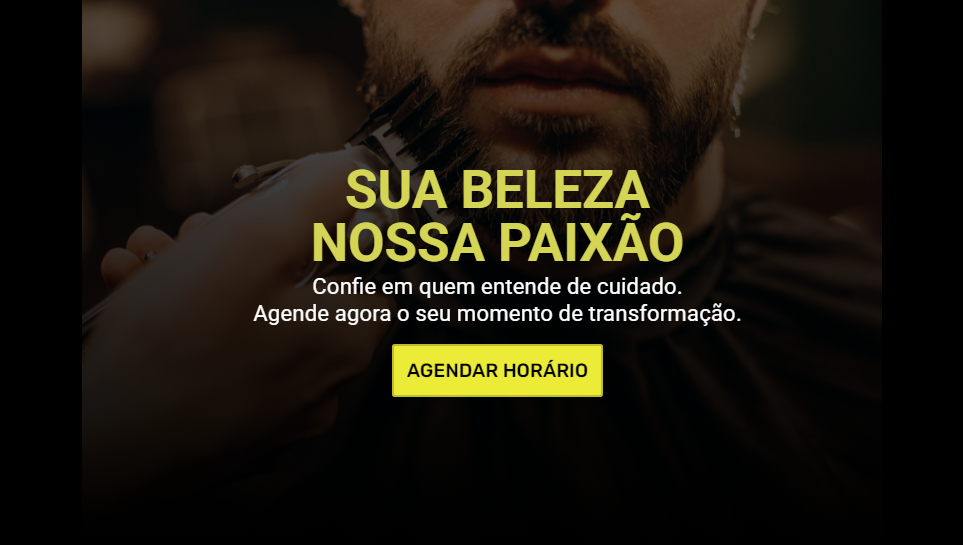 SUA BELEZA
NOSSA PAIXÃO
Confie em quem entende de cuidado.
Agende agora o seu momento de transformação.
AGENDAR HORÁRIO